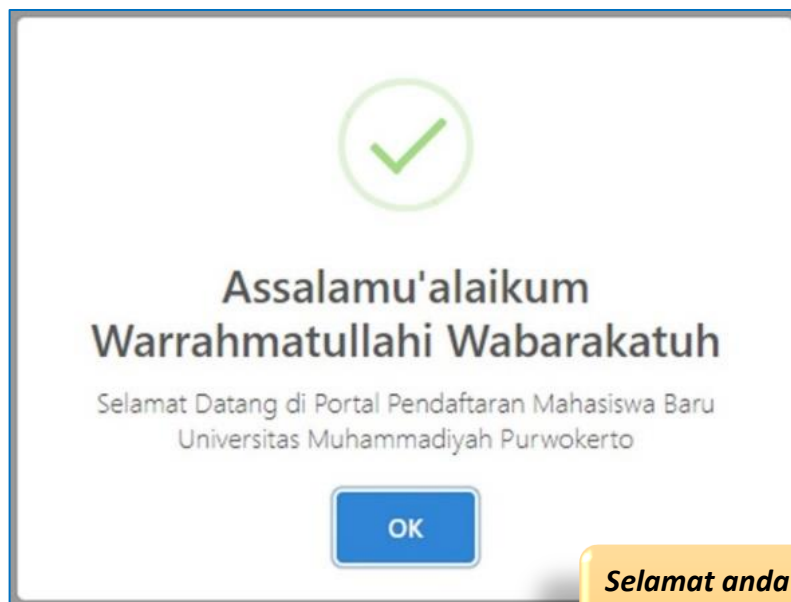 Assalamu'alaikum
Warrahmatullahi Wabarakatuh
Selamat Datang di Portal Pendaftaran Mahasiswa Baru
Universitas Muhammadiyah Purwokerto
OK
Selamat anda